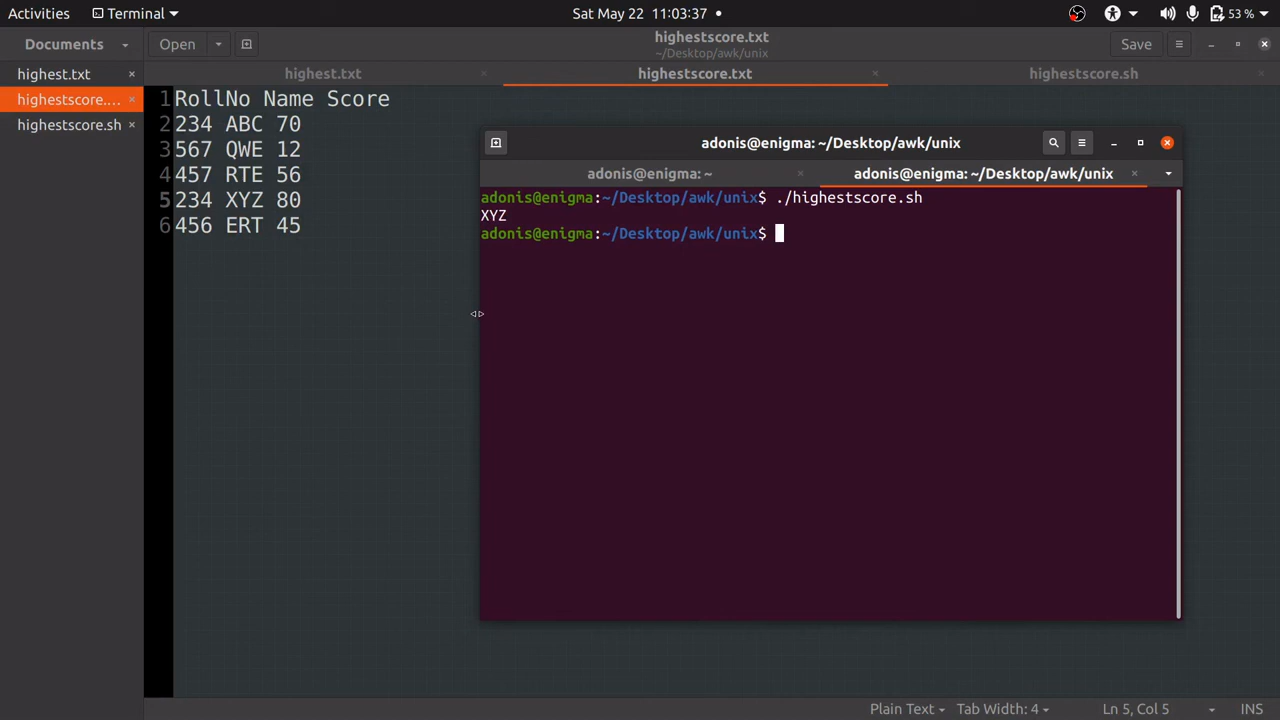 Activities Terminal Sat May 22 11:03:37 53 %
Documents Open highestscore.txt Save
~/Desktop/awk/unix
highest.txt highestscore.txt highestscore.sh
highest.txt
highestscore.…
highestscore.sh
1 RollNo Name Score
2 234 ABC 70
3 567 QWE 12
4 457 RTE 56
5 234 XYZ 80
6 456 ERT 45
adonis@enigma: ~/Desktop/awk/unix
adonis@enigma: ~ adonis@enigma: ~/Desktop/awk/unix
adonis@enigma:~/Desktop/awk/unix$ ./highestscore.sh
XYZ
adonis@enigma:~/Desktop/awk/unix$
Plain Text Tab Width: 4 Ln 5, Col 5 INS